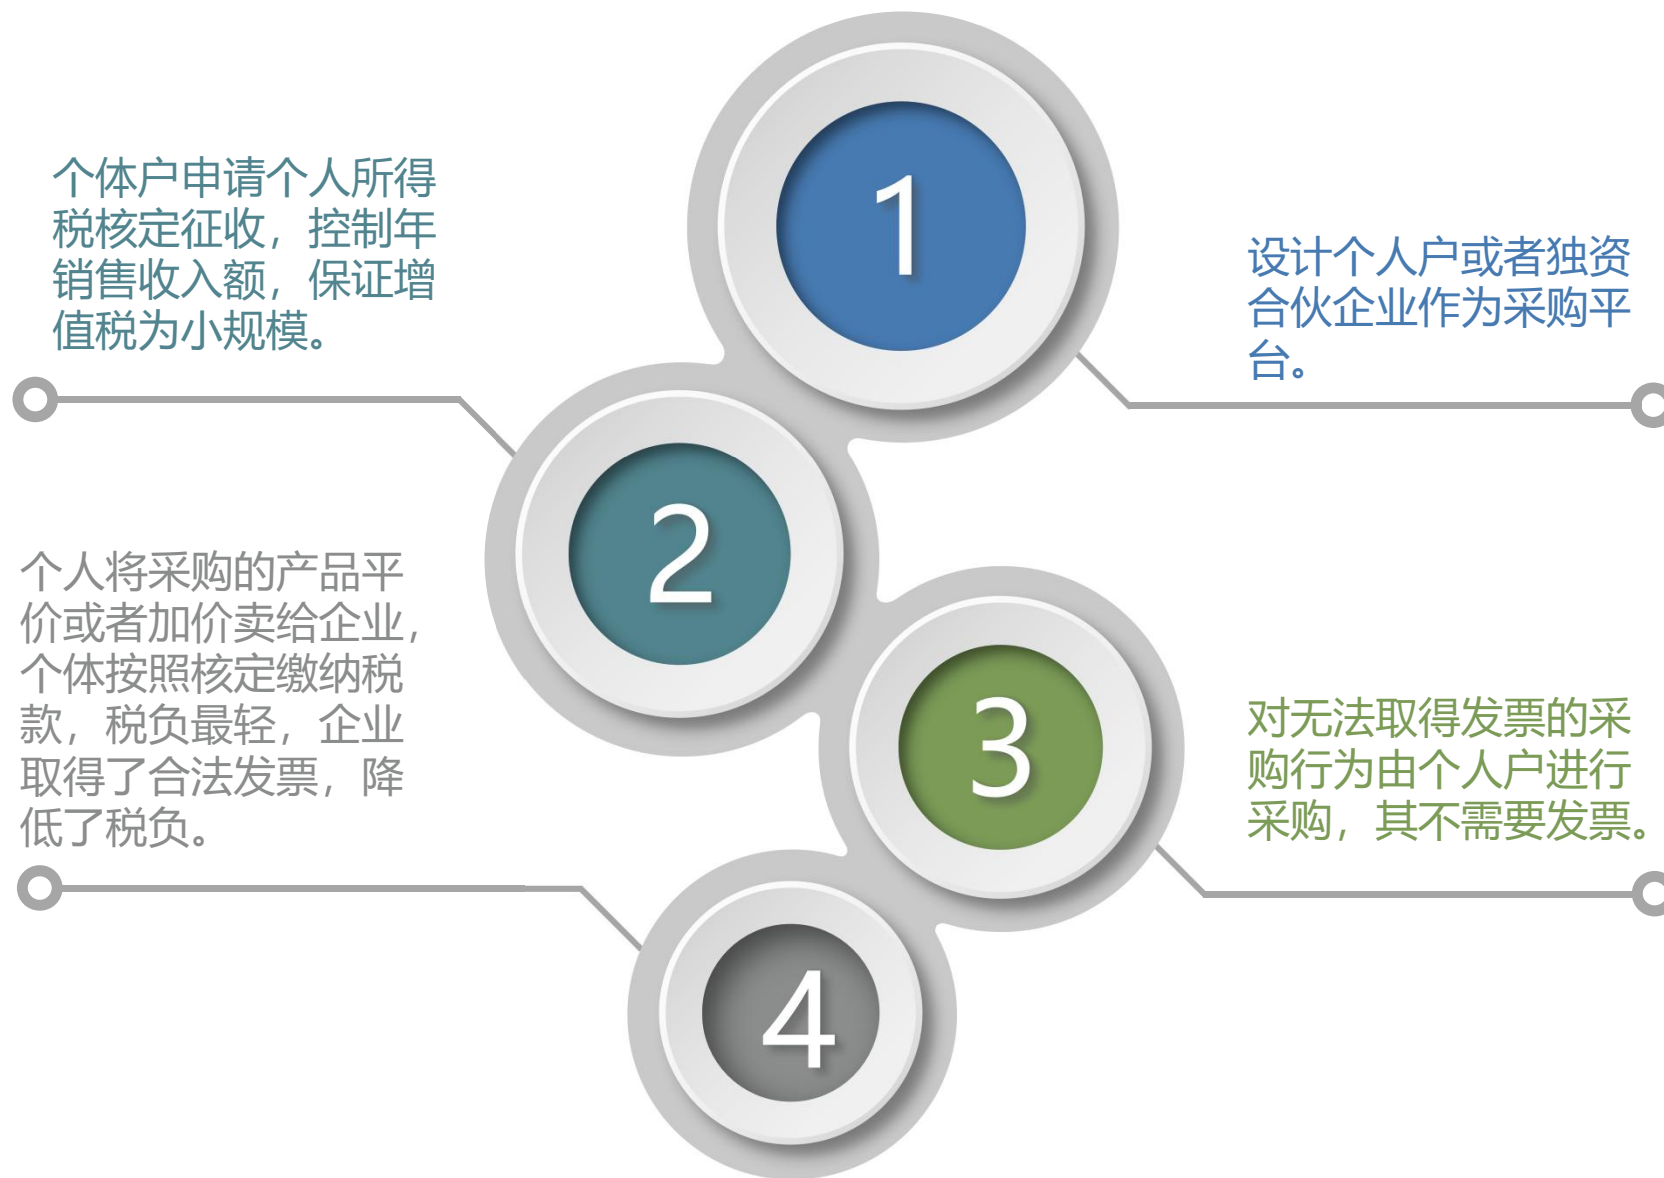 1
设计个人户或者独资
合伙企业作为采购平
台。
个体户申请个人所得
税核定征收，控制年
销售收入额，保证增
值税为小规模。
2
3
对无法取得发票的采
购行为由个人户进行
采购，其不需要发票。
个人将采购的产品平
价或者加价卖给企业，
个体按照核定缴纳税
款，税负最轻，企业
取得了合法发票，降
低了税负。
4